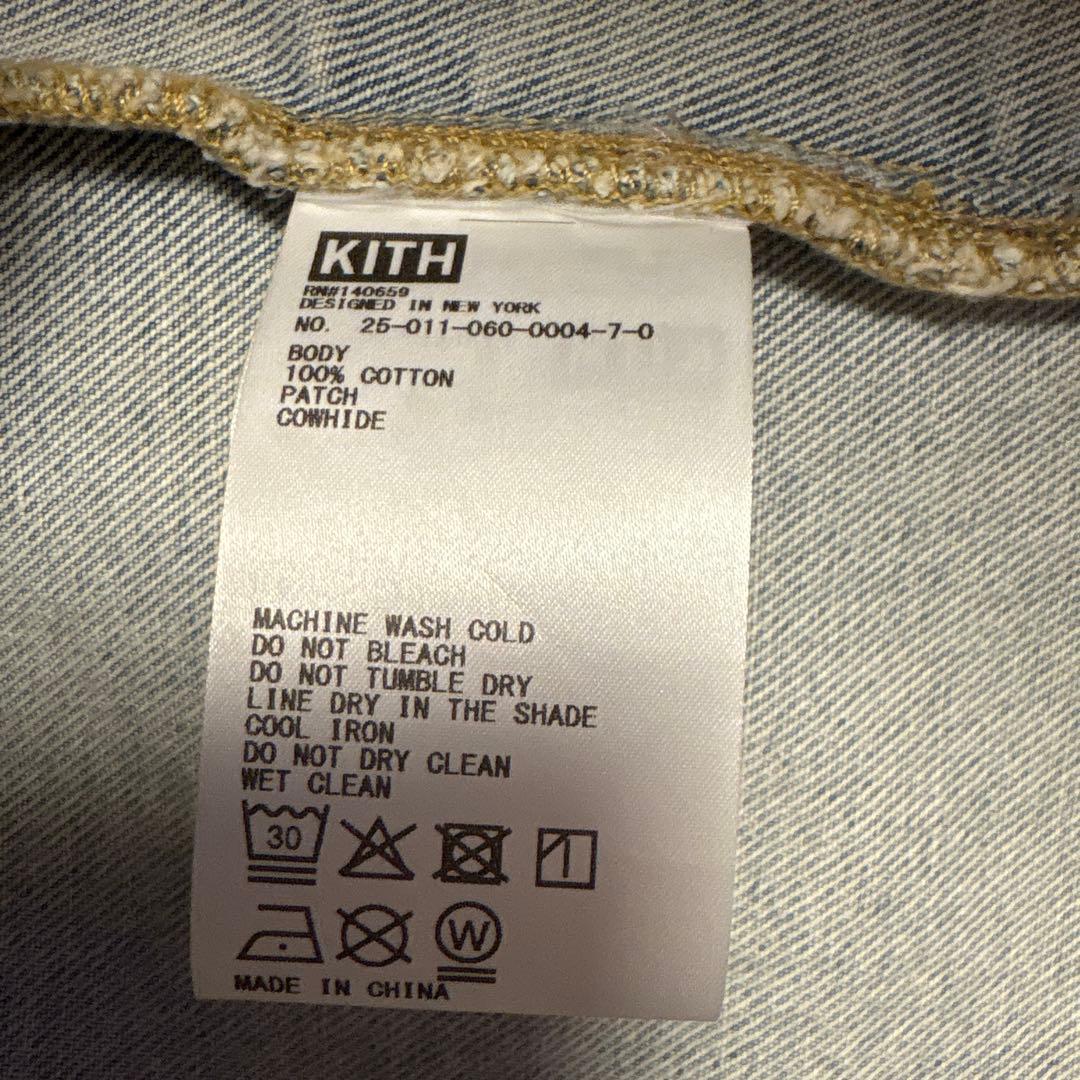 KITH
RN#140659
DESIGNED IN NEW YORK
NO. 25-011-060-0004-7-0
BODY
100% COTTON
PATCH
COWHIDE
MACHINE WASH COLD
DO NOT BLEACH
DO NOT TUMBLE DRY
LINE DRY IN THE SHADE
COOL IRON
DO NOT DRY CLEAN
WET CLEAN
30
W
MADE IN CHINA